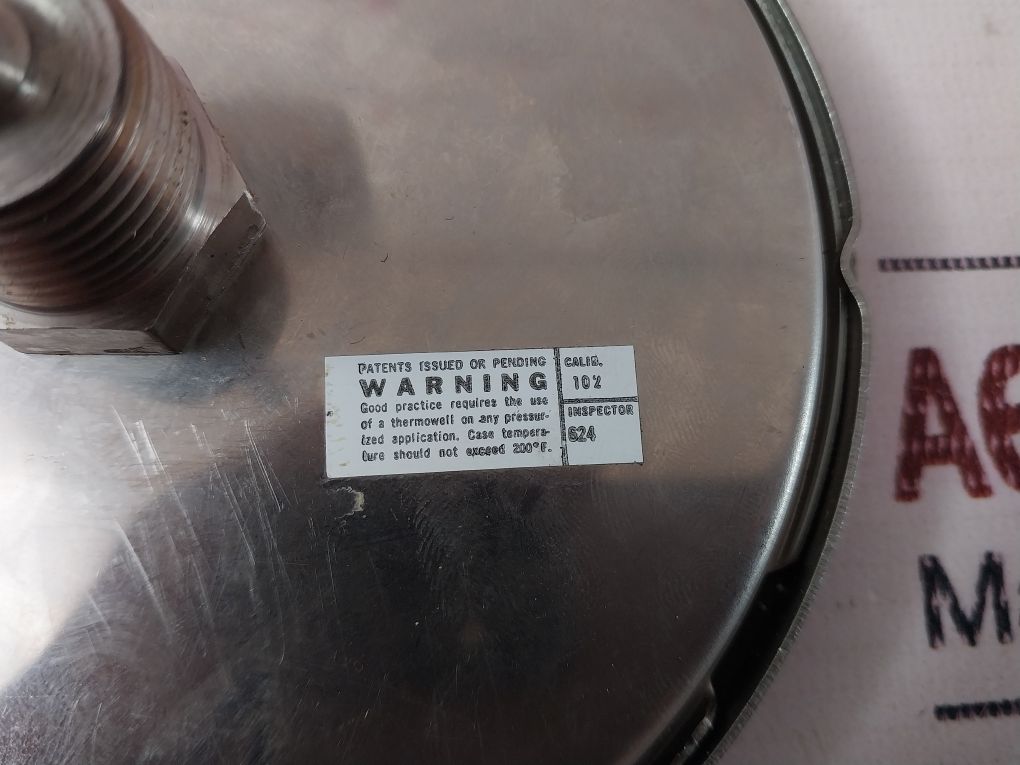 PATENTS ISSUED OR PENDING
WARNING
Good practice requires the use
of a thermowell on any pressur-
ized application. Case tempera-
ture should not exceed 200°F.
CALIB.
10%
INSPECTOR
624